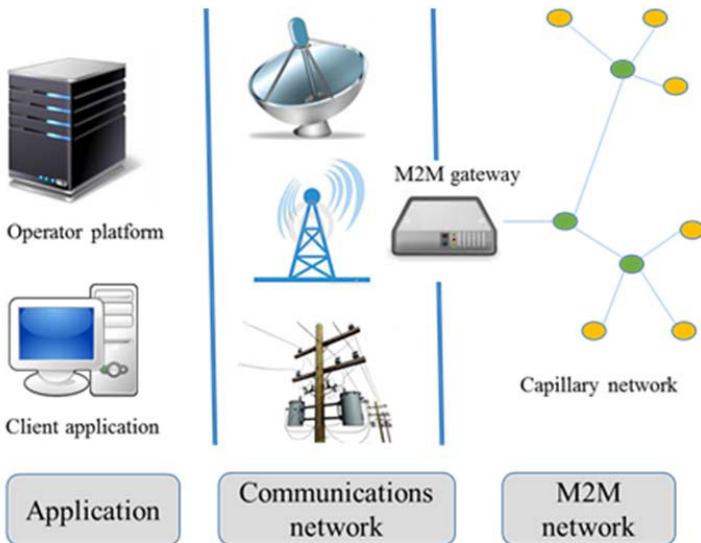 M2M gateway
Operator platform
Capillary network
Client application
Application
Communications
network
M2M
network